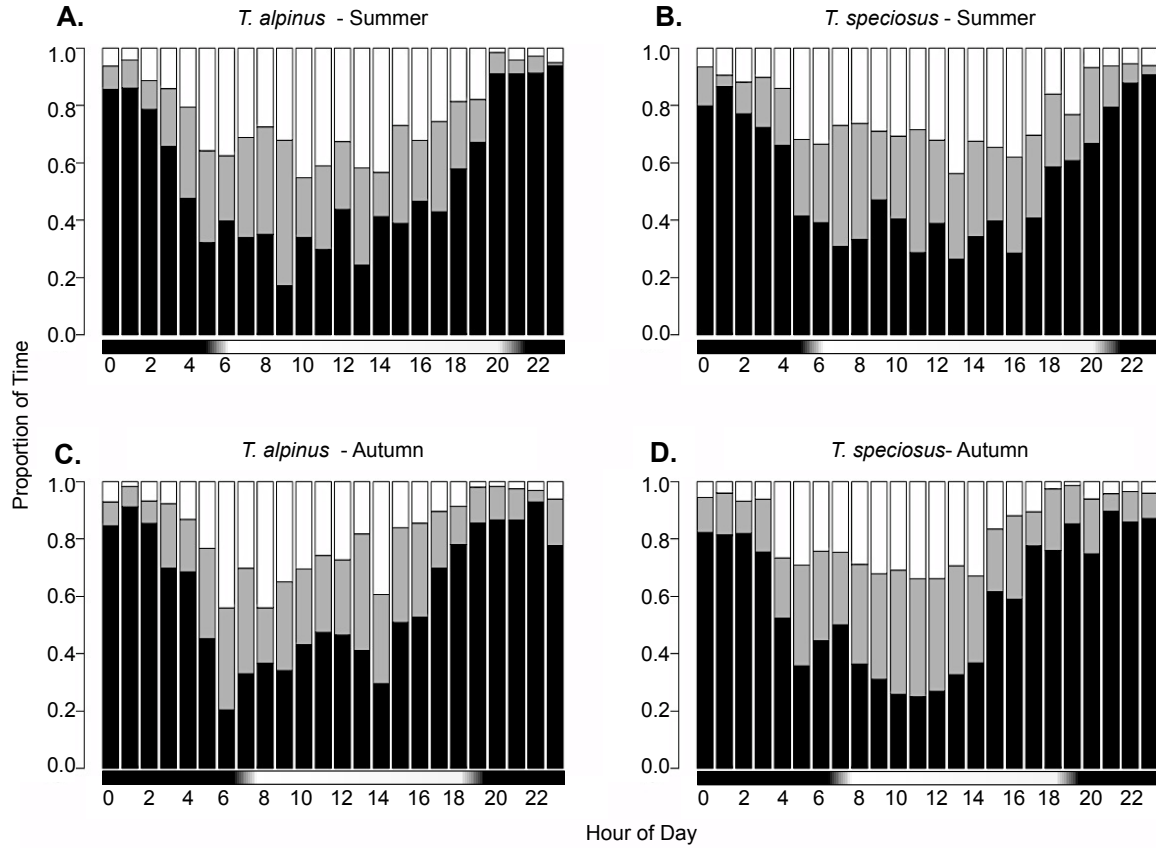 A.
T. alpinus - Summer
B.
T. speciosus - Summer
1.0
0.8
0.6
0.4
0.2
0.0
0 2 4 6 8 10 12 14 16 18 20 22
1.0
0.8
0.6
0.4
0.2
0.0
0 2 4 6 8 10 12 14 16 18 20 22
Proportion of Time
C.
T. alpinus - Autumn
D.
T. speciosus- Autumn
1.0
0.8
0.6
0.4
0.2
0.0
0 2 4 6 8 10 12 14 16 18 20 22
1.0
0.8
0.6
0.4
0.2
0.0
0 2 4 6 8 10 12 14 16 18 20 22
Hour of Day